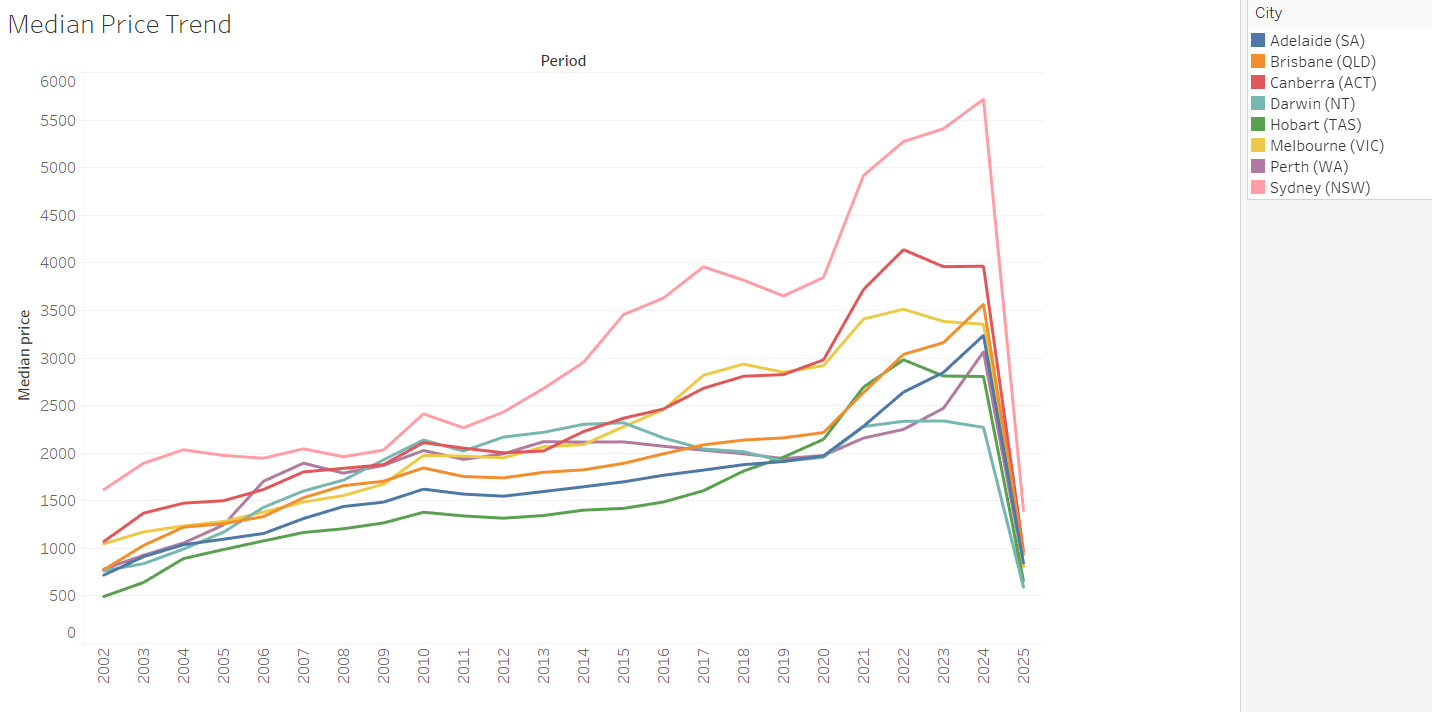 Median Price Trend
Period
Median price
6000
5500
5000
4500
4000
3500
3000
2500
2000
1500
1000
500
0
2002 2003 2004 2005 2006 2007 2008 2009 2010 2011 2012 2013 2014 2015 2016 2017 2018 2019 2020 2021 2022 2023 2024 2025
City
Adelaide (SA)
Brisbane (QLD)
Canberra (ACT)
Darwin (NT)
Hobart (TAS)
Melbourne (VIC)
Perth (WA)
Sydney (NSW)